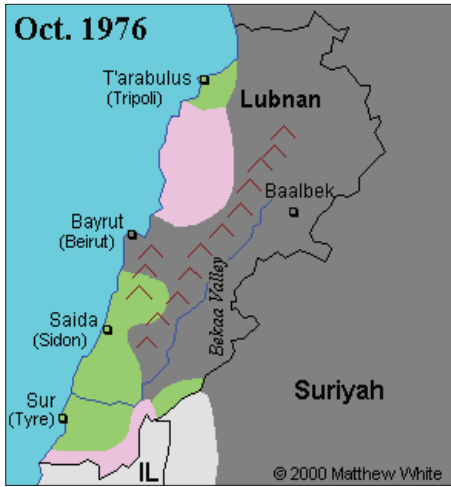 Oct. 1976
T'arabulus
(Tripoli)
Lubnan
Baalbek
Bayrut
(Beirut)
Bekaa Valley
Saida
(Sidon)
Suriyah
Sur
(Tyre)
IL
© 2000 Matthew White